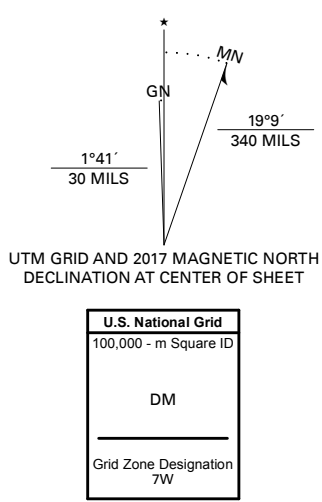 ★
MN
GN
19°9´
340 MILS
1°41´
30 MILS
UTM GRID AND 2017 MAGNETIC NORTH
DECLINATION AT CENTER OF SHEET
U.S. National Grid
100,000 - m Square ID
DM
Grid Zone Designation
7W